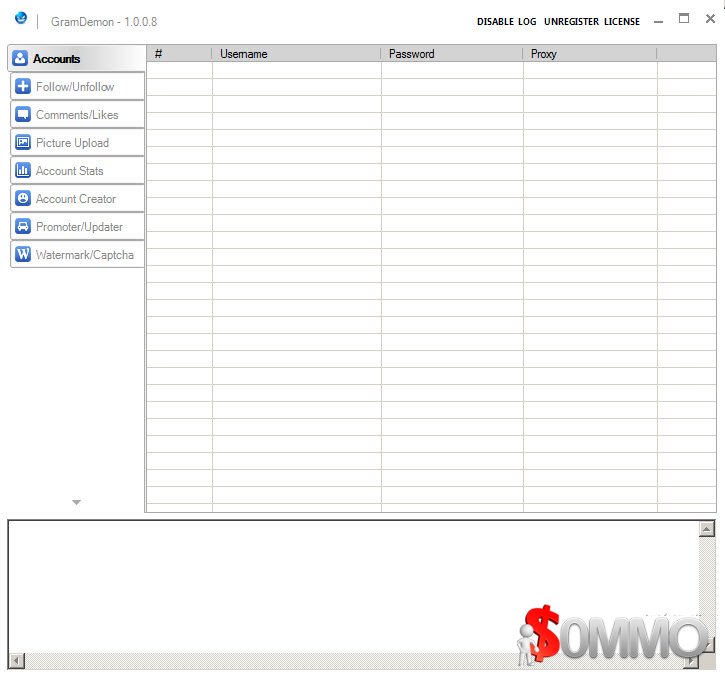 GramDemon - 1.0.0.8
DISABLE LOG UNREGISTER LICENSE
Accounts
Follow/Unfollow
Comments/Likes
Picture Upload
Account Stats
Account Creator
Promoter/Updater
W Watermark/Captcha
# Username Password Proxy
$0MMO